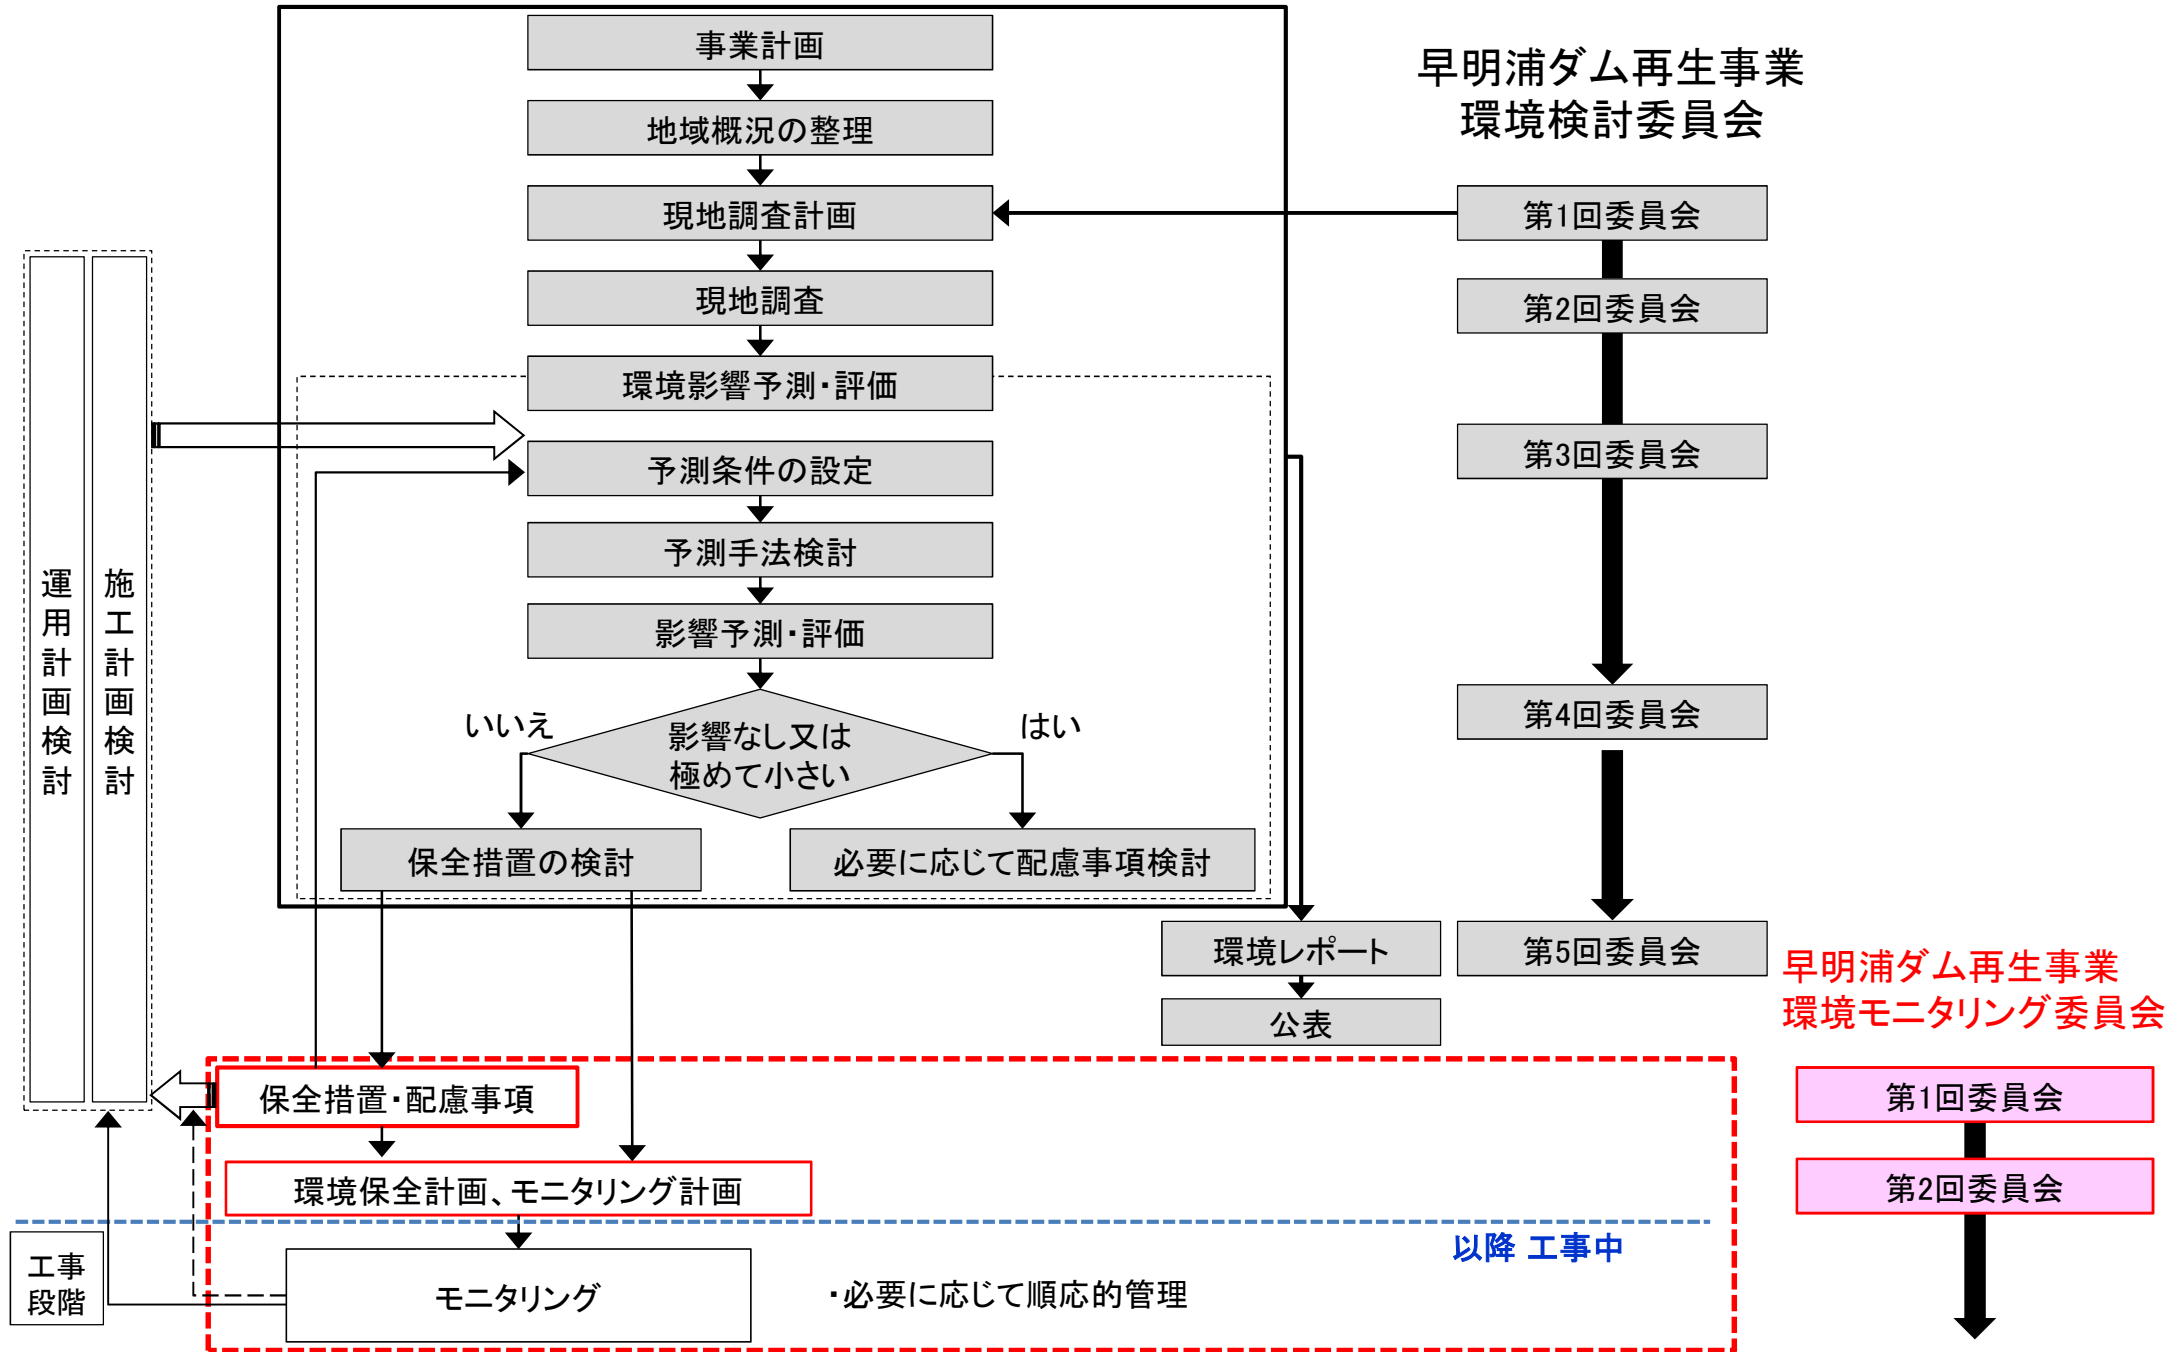 事業計画
地域概況の整理
現地調査計画
現地調査
環境影響予測・評価
予測条件の設定
予測手法検討
影響予測・評価
影響なし又は
極めて小さい
いいえ
はい
保全措置の検討
必要に応じて配慮事項検討
運用計画検討
施工計画検討
早明浦ダム再生事業
環境検討委員会
第1回委員会
第2回委員会
第3回委員会
第4回委員会
第5回委員会
環境レポート
公表
早明浦ダム再生事業
環境モニタリング委員会
第1回委員会
第2回委員会
保全措置・配慮事項
環境保全計画、モニタリング計画
以降 工事中
工事
段階
モニタリング
・必要に応じて順応的管理